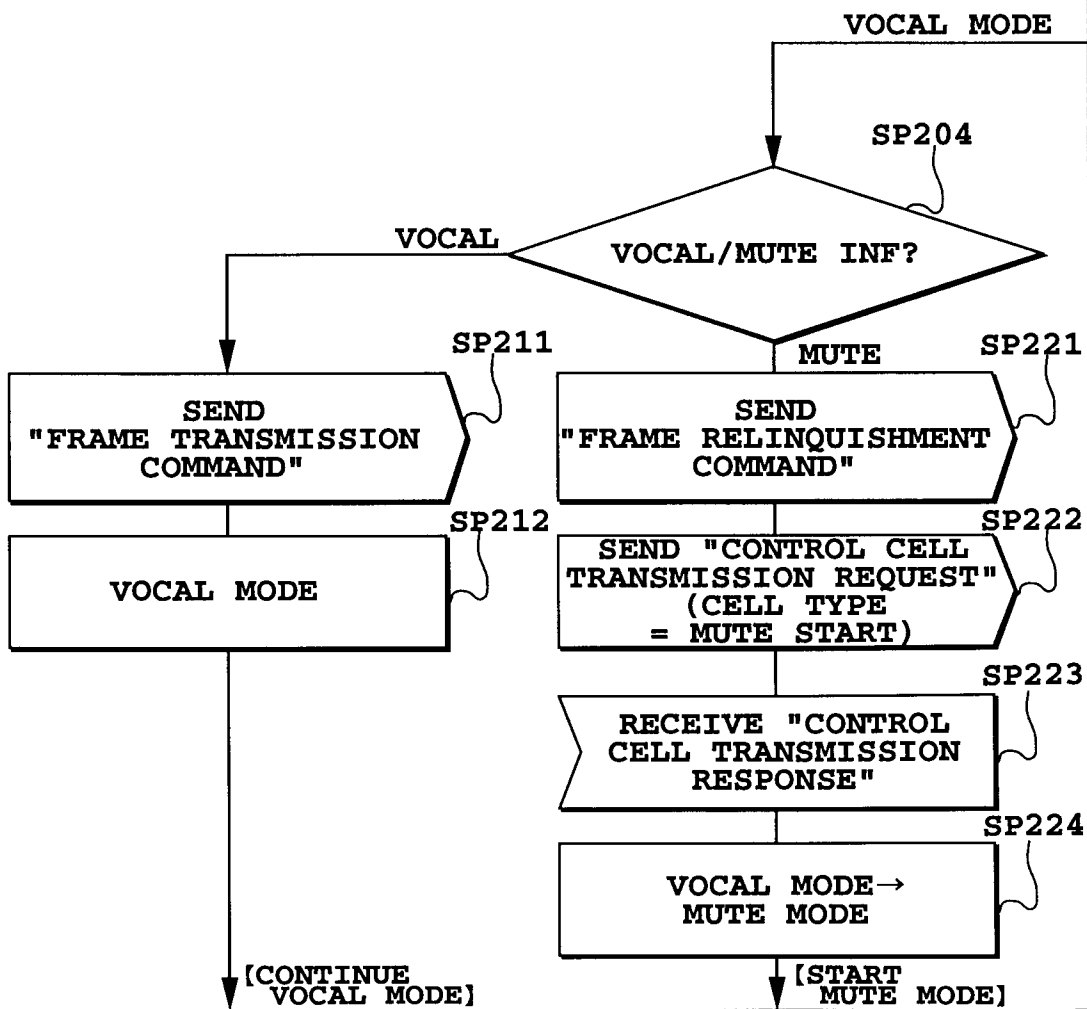 VOCAL MODE
SP204
VOCAL
VOCAL/MUTE INF?
SP211
MUTE
SP221
SEND
"FRAME TRANSMISSION
COMMAND"
SEND
"FRAME RELINQUISHMENT
COMMAND"
SP212
VOCAL MODE
SP222
SEND "CONTROL CELL
TRANSMISSION REQUEST"
(CELL TYPE
= MUTE START)
SP223
RECEIVE "CONTROL
CELL TRANSMISSION
RESPONSE"
SP224
VOCAL MODE→
MUTE MODE
[CONTINUE
VOCAL MODE]
[START
MUTE MODE]